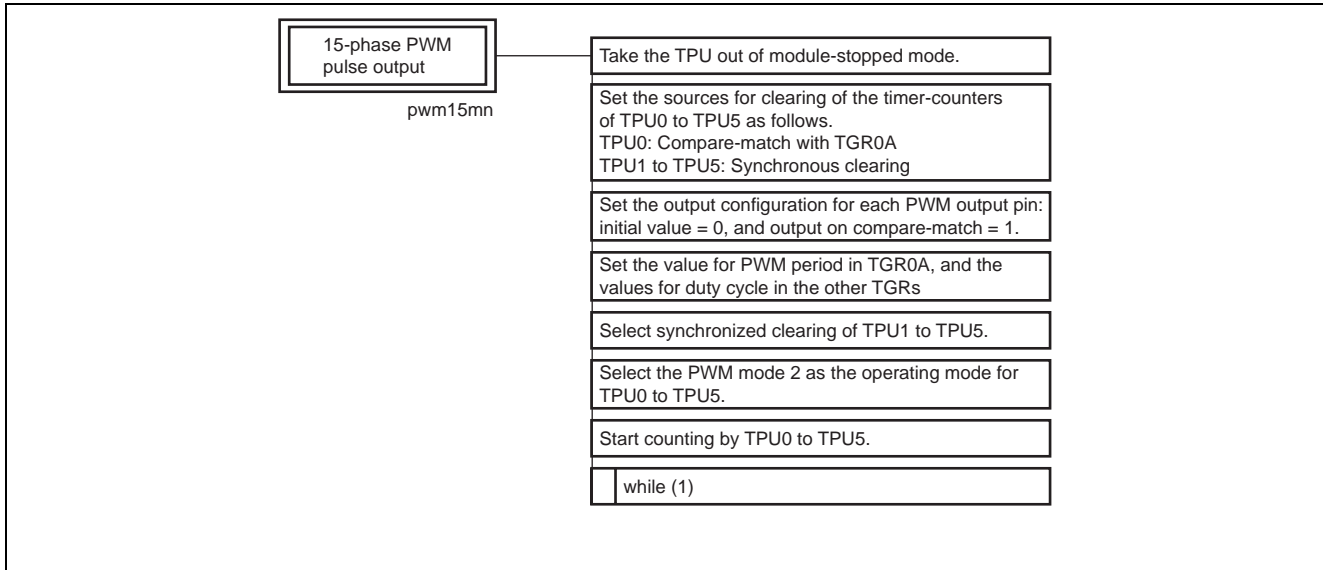 15-phase PWM
pulse output
pwm15mn
Take the TPU out of module-stopped mode.
Set the sources for clearing of the timer-counters
of TPU0 to TPU5 as follows.
TPU0: Compare-match with TGR0A
TPU1 to TPU5: Synchronous clearing
Set the output configuration for each PWM output pin:
initial value = 0, and output on compare-match = 1.
Set the value for PWM period in TGR0A, and the
values for duty cycle in the other TGRs
Select synchronized clearing of TPU1 to TPU5.
Select the PWM mode 2 as the operating mode for
TPU0 to TPU5.
Start counting by TPU0 to TPU5.
while (1)